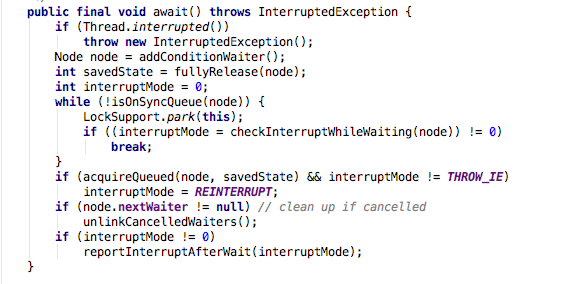 public final void await() throws InterruptedException {
if (Thread.interrupted())
throw new InterruptedException();
Node node = addConditionWaiter();
int savedState = fullyRelease(node);
int interruptMode = 0;
while (!isOnSyncQueue(node)) {
LockSupport.park(this);
if ((interruptMode = checkInterruptWhileWaiting(node)) != 0)
break;
}
if (acquireQueued(node, savedState) && interruptMode != THROW_IE)
interruptMode = REINTERRUPT;
if (node.nextWaiter != null) // clean up if cancelled
unlinkCancelledWaiters();
if (interruptMode != 0)
reportInterruptAfterWait(interruptMode);
}